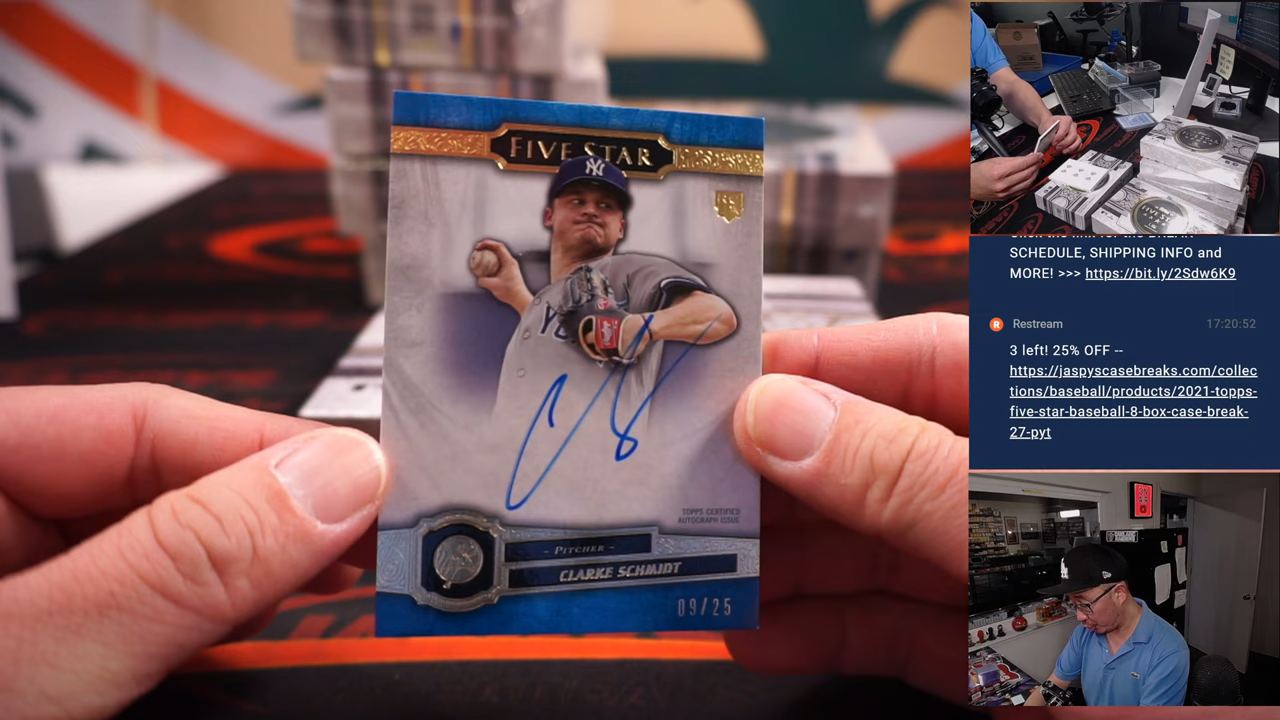 FIVE STAR
NY
TOPPS CERTIFIED
AUTOGRAPH ISSUE
- PITCHER -
CLARKE SCHMIDT
09/25
SCHEDULE, SHIPPING INFO and
MORE! >>> https://bit.ly/2Sdw6K9
R Restream 17:20:52
3 left! 25% OFF --
https://jaspyscasebreaks.com/collec
tions/baseball/products/2021-topps-
five-star-baseball-8-box-case-break-
27-pyt